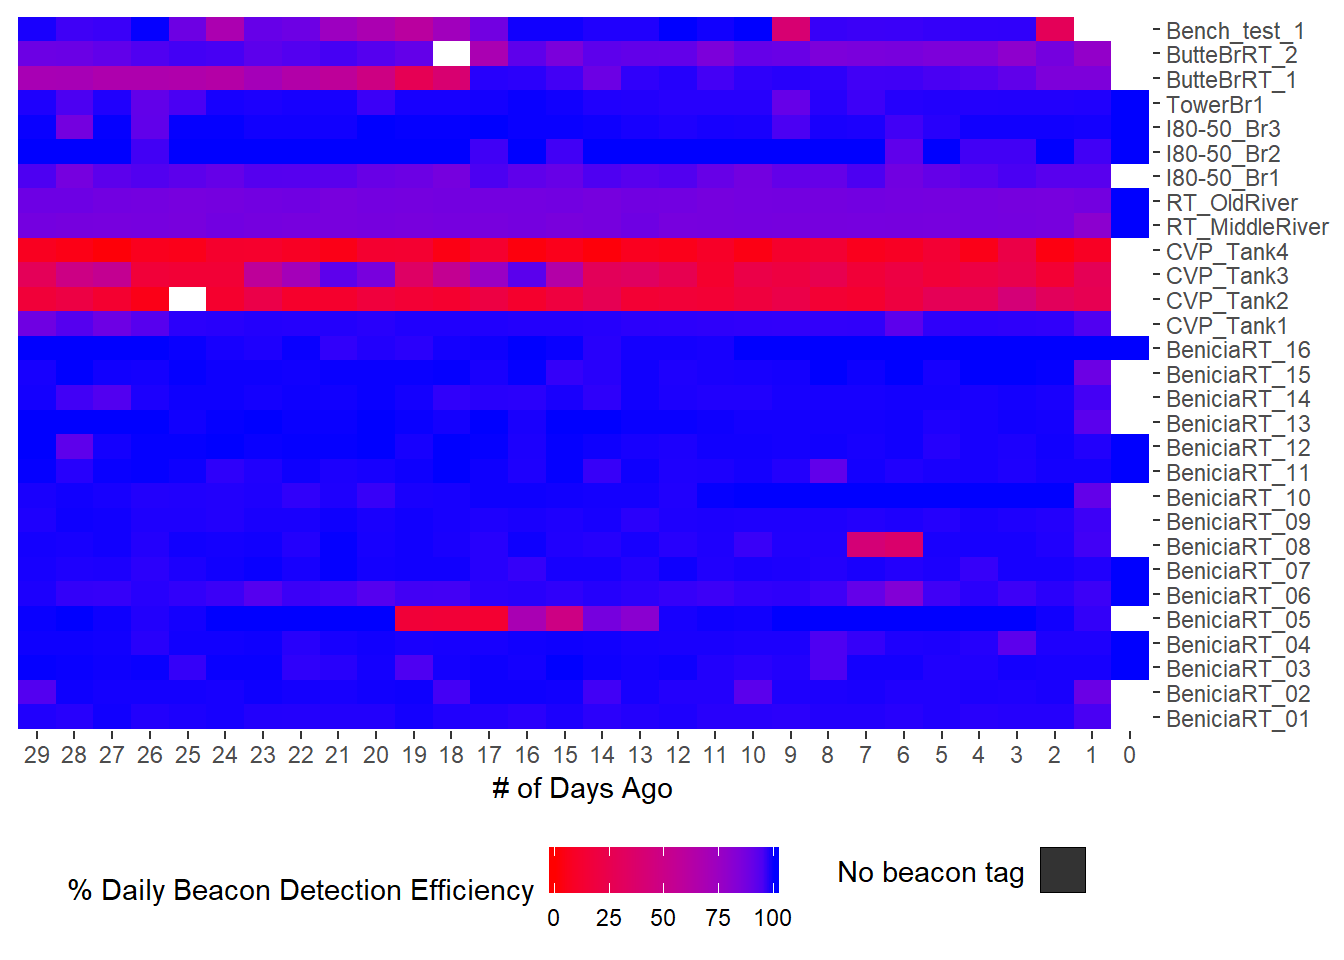 Bench_test_1
ButteBrRT_2
ButteBrRT_1
TowerBr1
I80-50_Br3
I80-50_Br2
I80-50_Br1
RT_OldRiver
RT_MiddleRiver
CVP_Tank4
CVP_Tank3
CVP_Tank2
CVP_Tank1
BeniciaRT_16
BeniciaRT_15
BeniciaRT_14
BeniciaRT_13
BeniciaRT_12
BeniciaRT_11
BeniciaRT_10
BeniciaRT_09
BeniciaRT_08
BeniciaRT_07
BeniciaRT_06
BeniciaRT_05
BeniciaRT_04
BeniciaRT_03
BeniciaRT_02
BeniciaRT_01
29 28 27 26 25 24 23 22 21 20 19 18 17 16 15 14 13 12 11 10 9 8 7 6 5 4 3 2 1 0
# of Days Ago
% Daily Beacon Detection Efficiency
0 25 50 75 100
No beacon tag